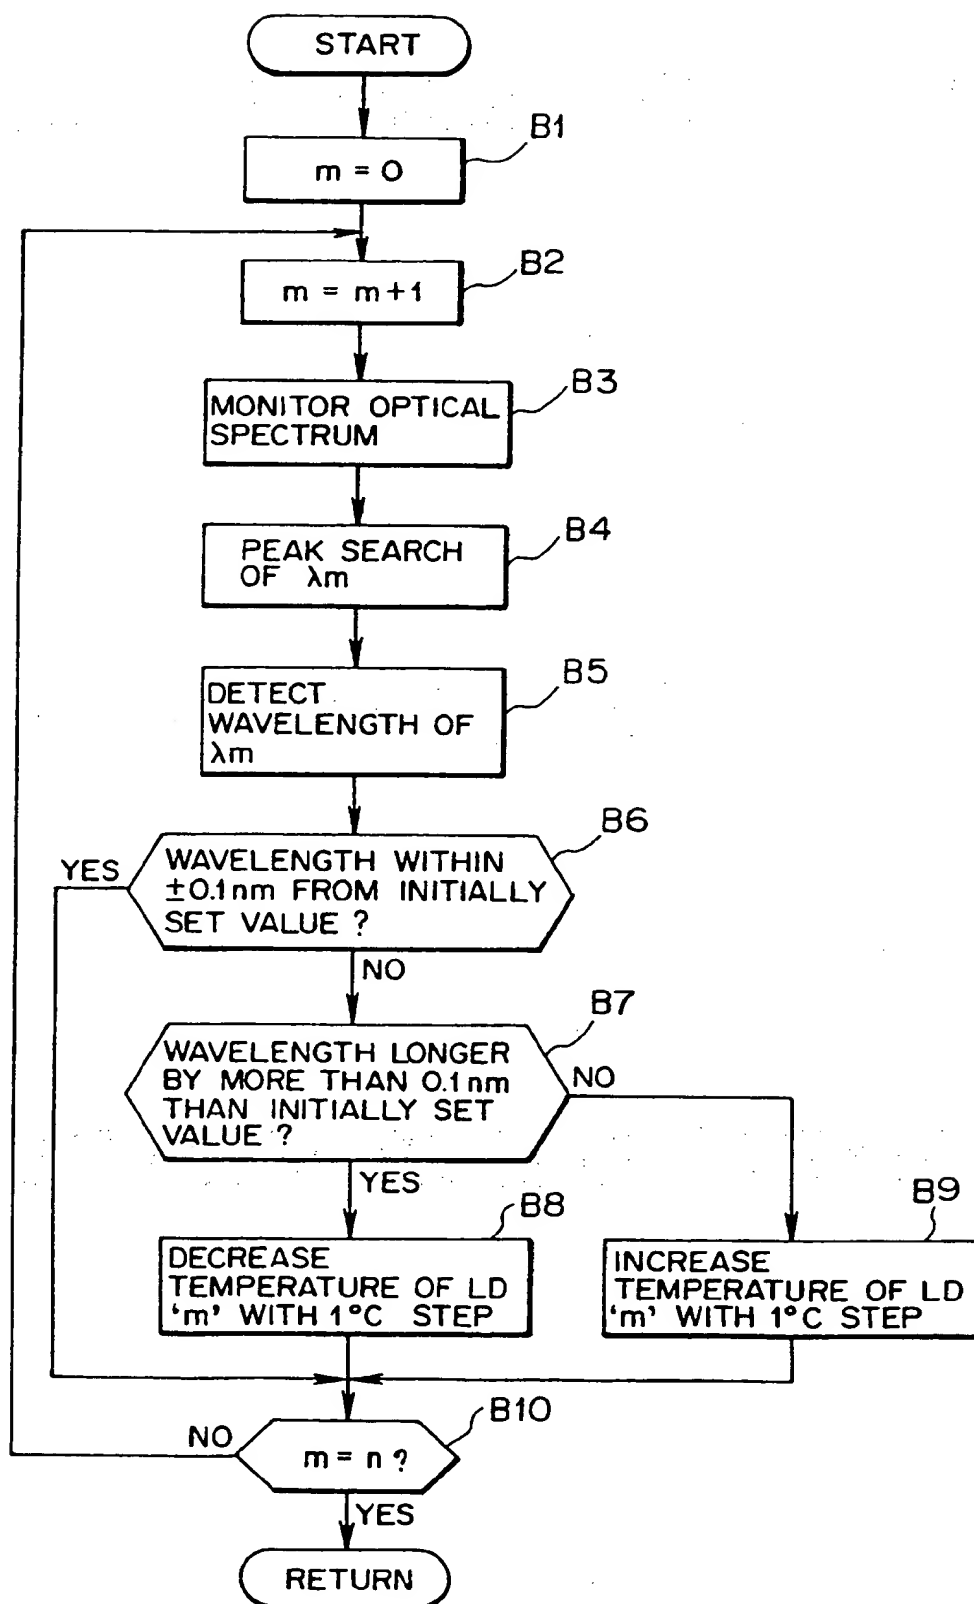 START
B1
m = 0
B2
m = m+1
B3
MONITOR OPTICAL
SPECTRUM
B4
PEAK SEARCH
OF λm
B5
DETECT
WAVELENGTH OF
λm
B6
YES
WAVELENGTH WITHIN
±0.1nm FROM INITIALLY
SET VALUE ?
NO
B7
WAVELENGTH LONGER
BY MORE THAN 0.1nm
THAN INITIALLY SET
VALUE ?
NO
YES
B8
DECREASE
TEMPERATURE OF LD
‘m’ WITH 1°C STEP
B9
INCREASE
TEMPERATURE OF LD
‘m’ WITH 1°C STEP
B10
NO
m = n ?
YES
RETURN